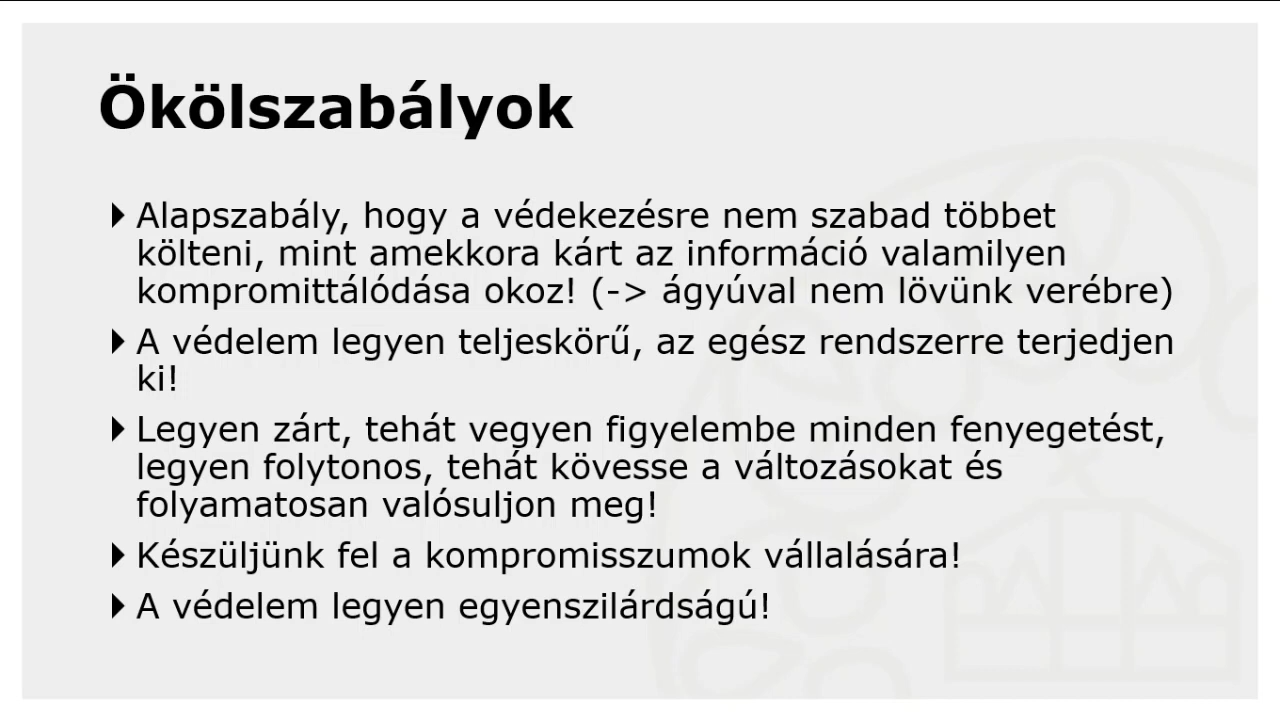 Ökölszabályok
Alapszabály, hogy a védekezésre nem szabad többet
költeni, mint amekkora kárt az információ valamilyen
kompromittálódása okoz! (-> ágyúval nem lövünk verébre)
A védelem legyen teljeskörű, az egész rendszerre terjedjen
ki!
Legyen zárt, tehát vegyen figyelembe minden fenyegetést,
legyen folytonos, tehát kövesse a változásokat és
folyamatosan valósuljon meg!
Készüljünk fel a kompromisszumok vállalására!
A védelem legyen egyenszilárdságú!